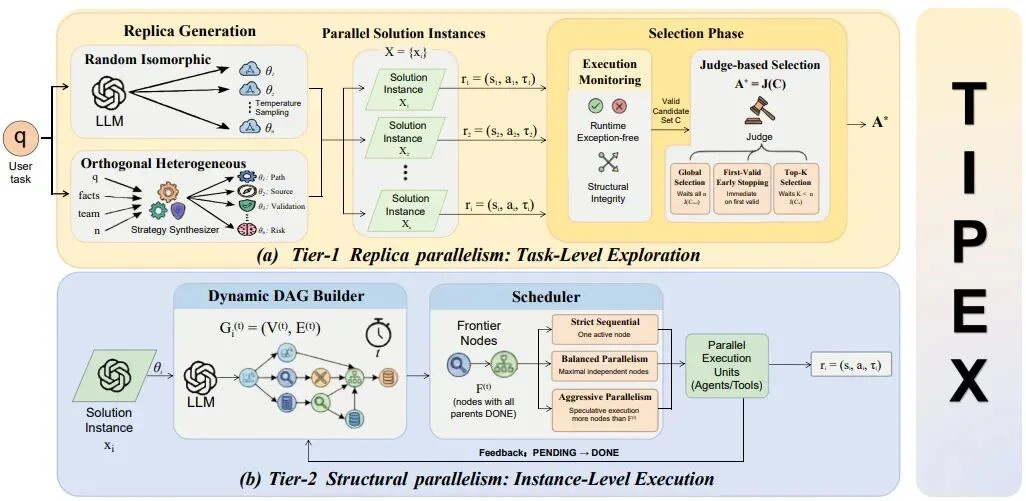 Replica Generation
Random Isomorphic
LLM
θ₁
θ₂
Temperature
Sampling
θₙ
q
User
task
Orthogonal Heterogeneous
q
facts
team
n
Strategy Synthesizer
θ₁: Path
θ₂: Source
θ₃: Validation
θₙ: Risk
Parallel Solution Instances
X = {xᵢ}
Solution
Instance
X₁
Solution
Instance
X₂
Solution
Instance
r₁ = (s₁, a₁, τ₁)
r₂ = (s₂, a₂, τ₂)
rᵢ = (sᵢ, aᵢ, τᵢ)
Selection Phase
Execution
Monitoring
Runtime
Exception-free
Structural
Integrity
Valid
Candidate
Set C
Judge-based Selection
A* = J(C)
Judge
Global
Selection
Waits all n
First-Valid
Early Stopping
Immediate
on first valid
Top-K
Selection
Waits K < n
A*
(a) Tier-1 Replica parallelism: Task-Level Exploration
Solution
Instance
xᵢ
θᵢ
Dynamic DAG Builder
Gᵢ⁽ᵗ⁾ = (V⁽ᵗ⁾, E⁽ᵗ⁾)
t
LLM
Scheduler
Frontier
Nodes
F⁽ᵗ⁾
(nodes with all
parents DONE)
Strict Sequential
One active node
Balanced Parallelism
Maximal independent nodes
Aggressive Parallelism
Speculative execution
more nodes than F⁽ᵗ⁾
Parallel
Execution
Units
(Agents/Tools)
rᵢ = (sᵢ, aᵢ, τᵢ)
Feedback: PENDING → DONE
(b) Tier-2 Structural parallelism: Instance-Level Execution
T
I
P
E
X